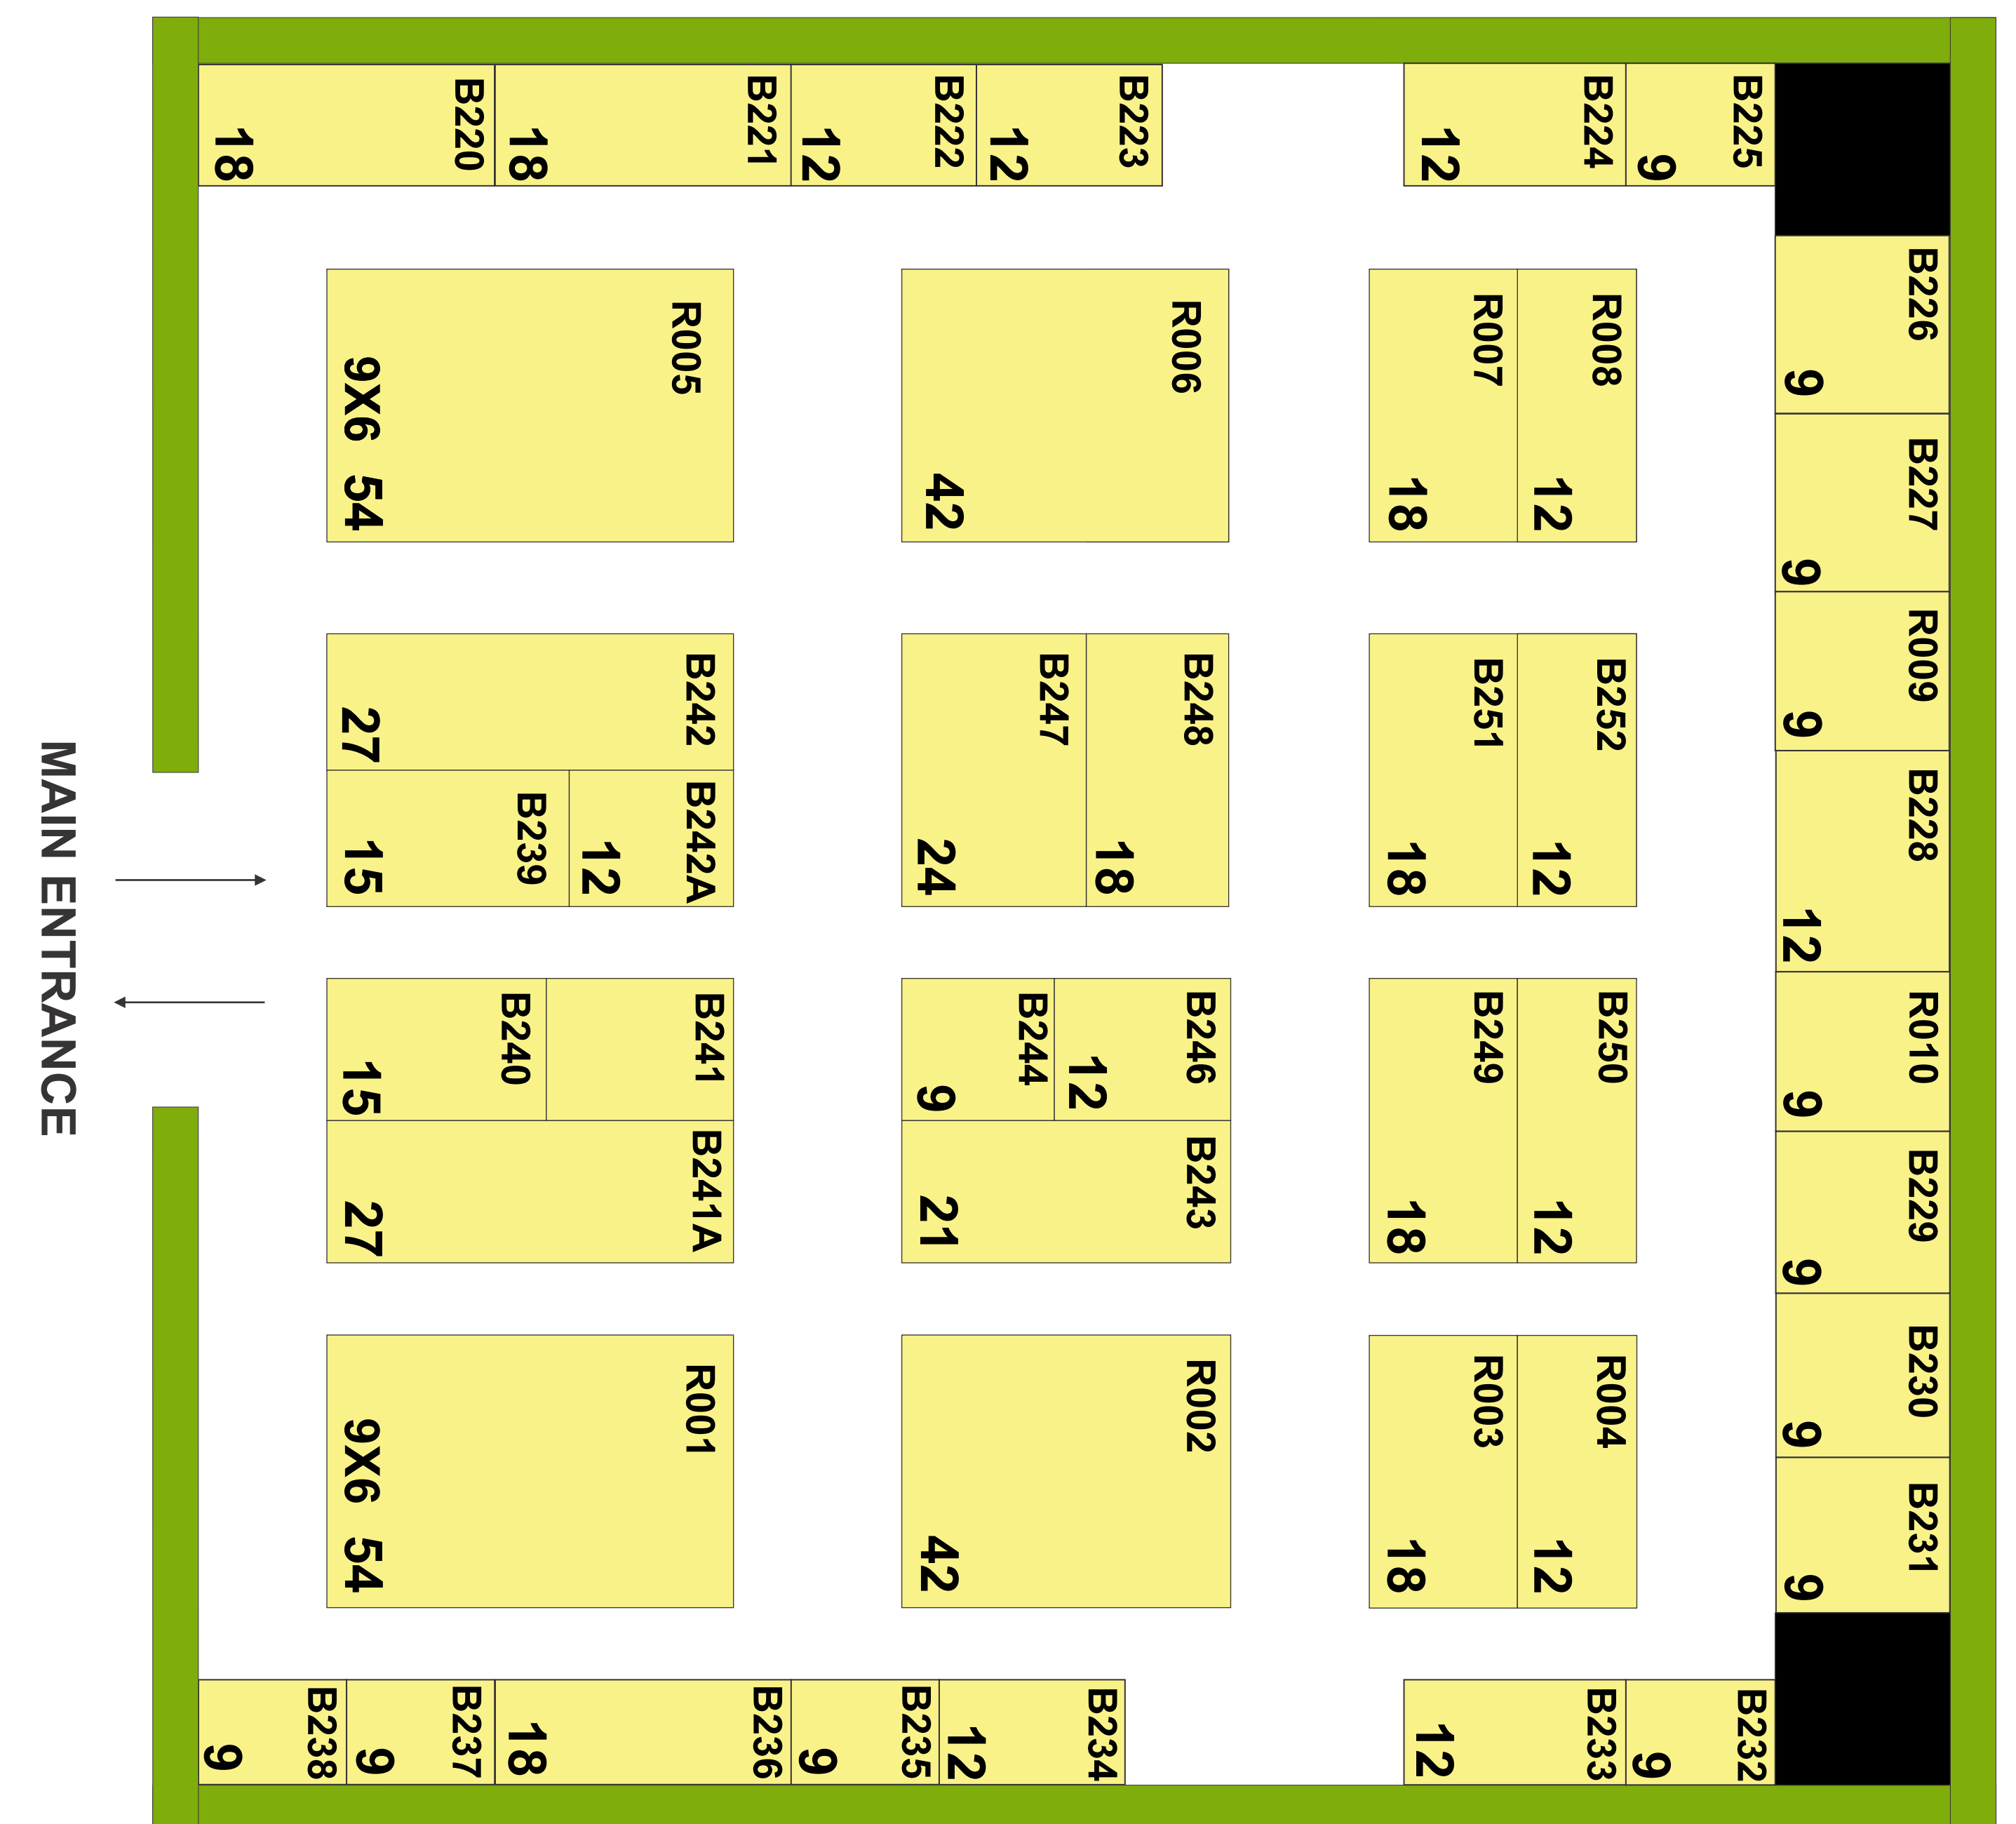 MAIN ENTRANCE
B220
18
B221
18
B222
12
B223
12
B224
12
B225
9
B226
9
B227
9
R009
9
B228
12
R010
9
B229
9
B230
9
B231
9
R005
9X6 54
R006
42
R007
18
R008
12
B242
27
B239
15
B242A
12
B247
24
B248
18
B251
18
B252
12
B240
15
B241
B241A
27
B244
9
B246
12
B243
21
B249
18
B250
12
R001
9X6 54
R002
42
R003
18
R004
12
B238
9
B237
9
B236
18
B235
9
B234
12
B233
12
B232
9